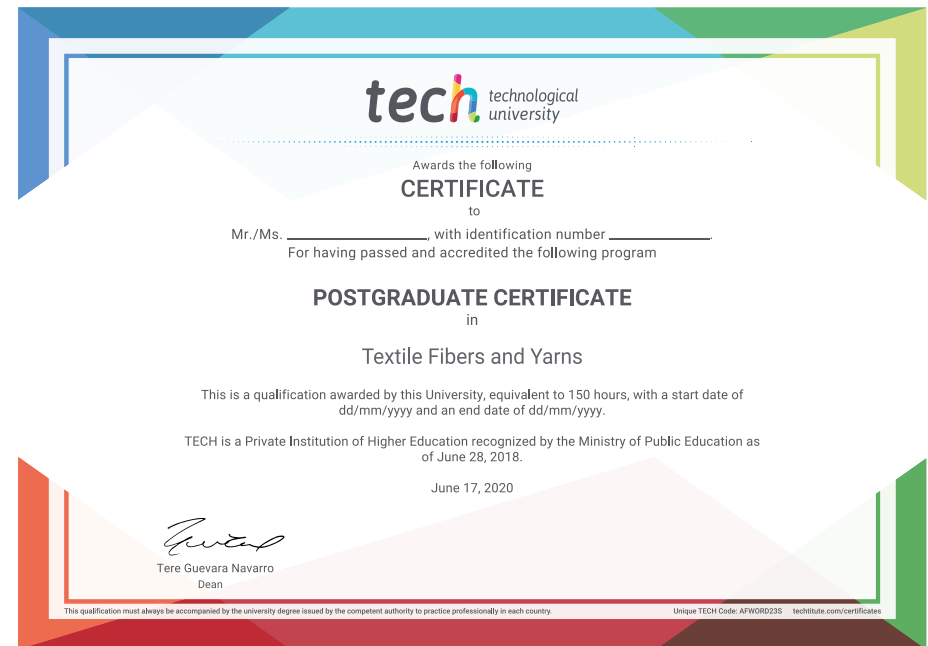 tech technological
university
Awards the following
CERTIFICATE
to
Mr./Ms. ____________________, with identification number ______________.
For having passed and accredited the following program
POSTGRADUATE CERTIFICATE
in
Textile Fibers and Yarns
This is a qualification awarded by this University, equivalent to 150 hours, with a start date of
dd/mm/yyyy and an end date of dd/mm/yyyy.
TECH is a Private Institution of Higher Education recognized by the Ministry of Public Education as
of June 28, 2018.
June 17, 2020
Tere Guevara Navarro
Dean
This qualification must always be accompanied by the university degree issued by the competent authority to practice professionally in each country.
Unique TECH Code: AFWORD23S techtitute.com/certificates